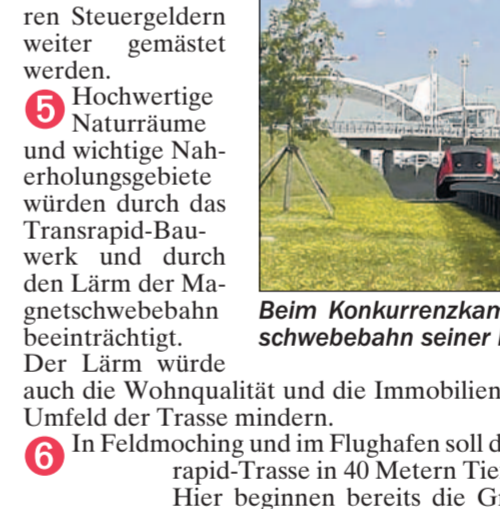 ren Steuergeldern
weiter gemästet
werden.
5 Hochwertige
Naturräume
und wichtige Nah-
erholungsgebiete
würden durch das
Transrapid-Bau-
werk und durch
den Lärm der Ma-
gnetschwebebahn
beeinträchtigt.
Der Lärm würde
auch die Wohnqualität und die Immobilien
Umfeld der Trasse mindern.
6 In Feldmoching und im Flughafen soll d
rapid-Trasse in 40 Metern Tie
Hier beginnen bereits die G
Beim Konkurrenzkam
schwebebahn seiner